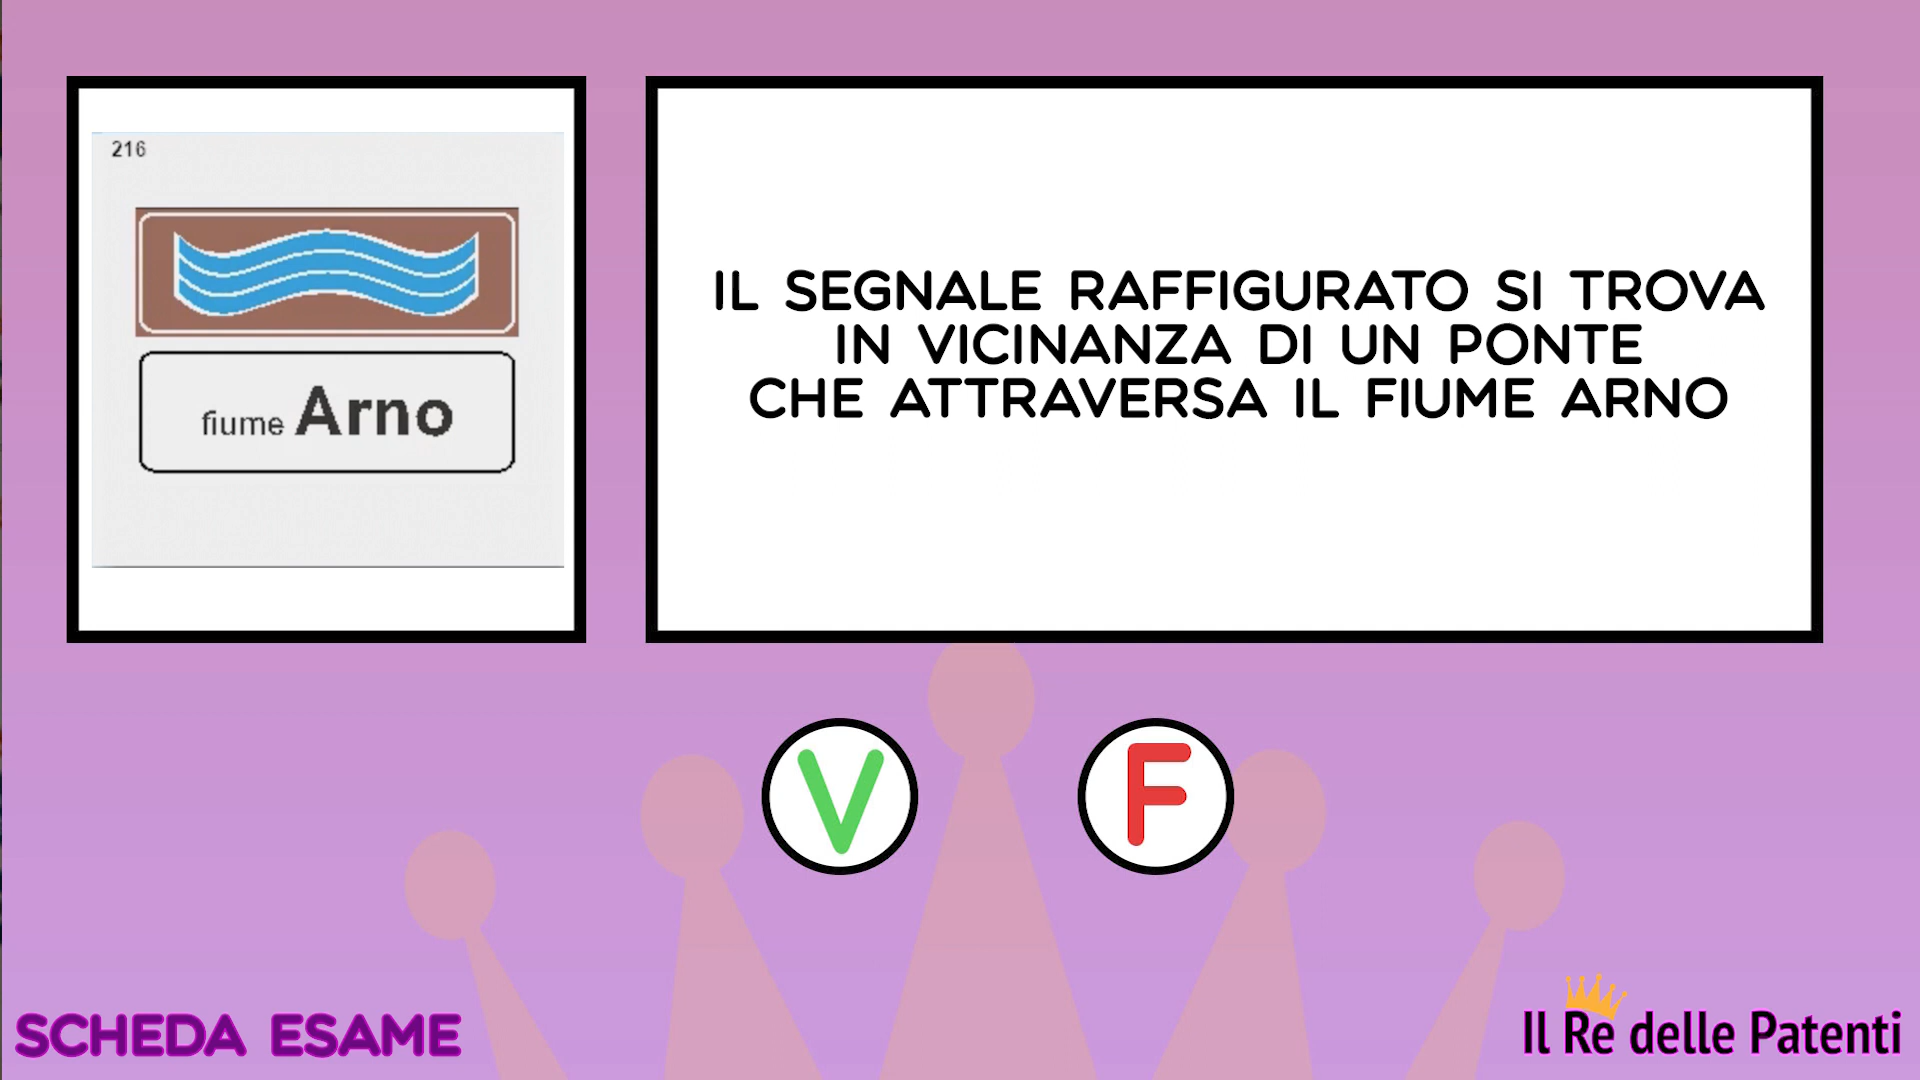 216
fiume Arno
IL SEGNALE RAFFIGURATO SI TROVA
IN VICINANZA DI UN PONTE
CHE ATTRAVERSA IL FIUME ARNO
V F
SCHEDA ESAME
Il Re delle Patenti